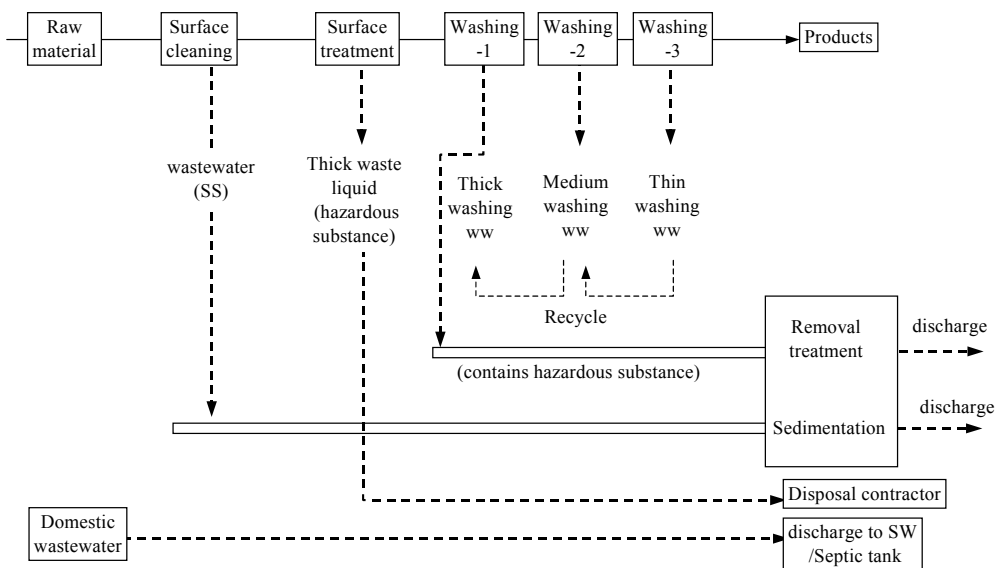 Raw
material
Surface
cleaning
Surface
treatment
Washing
-1
Washing
-2
Washing
-3
Products
wastewater
(SS)
Thick waste
liquid
(hazardous
substance)
Thick
washing
ww
Medium
washing
ww
Thin
washing
ww
Recycle
Removal
treatment
discharge
(contains hazardous substance)
Sedimentation
discharge
Disposal contractor
Domestic
wastewater
discharge to SW
/Septic tank